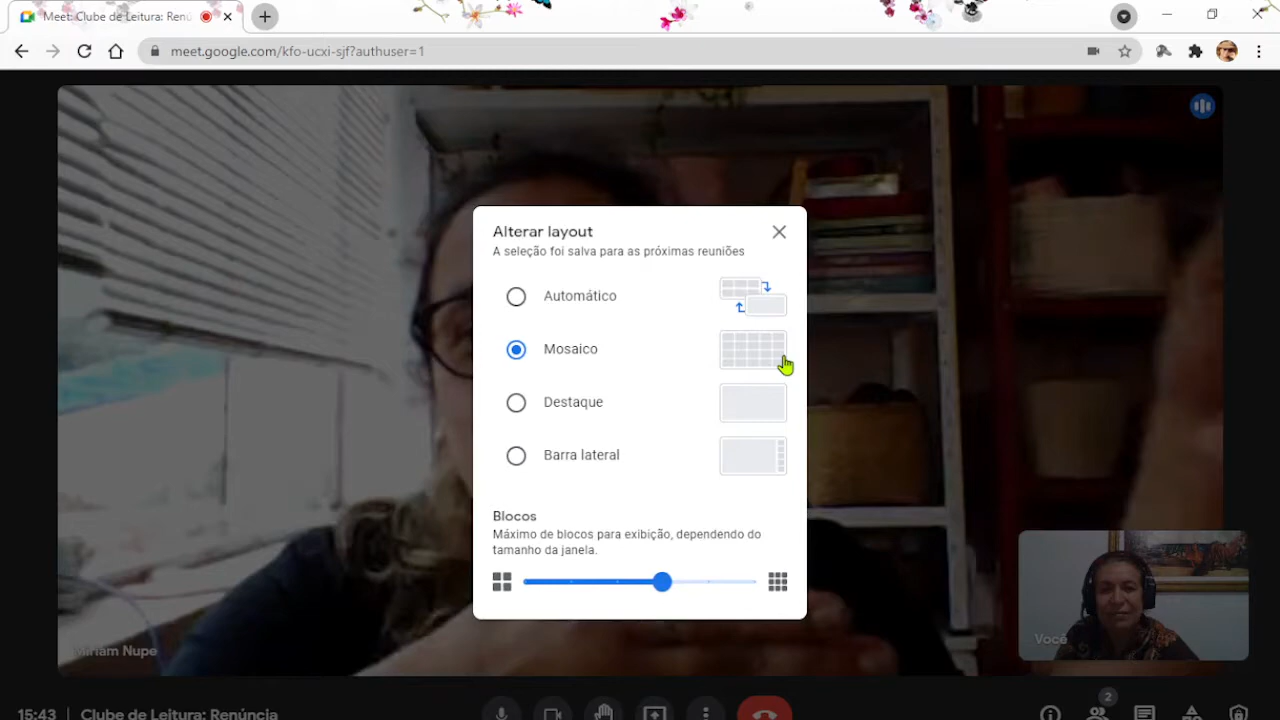 Meet: Clube de Leitura: Renú
meet.google.com/kfo-ucxi-sjf?authuser=1
Alterar layout
A seleção foi salva para as próximas reuniões
Automático
Mosaico
Destaque
Barra lateral
Blocos
Máximo de blocos para exibição, dependendo do
tamanho da janela.
Você
Miriam Nupe
2
15:43 | Clube de Leitura: Renúncia